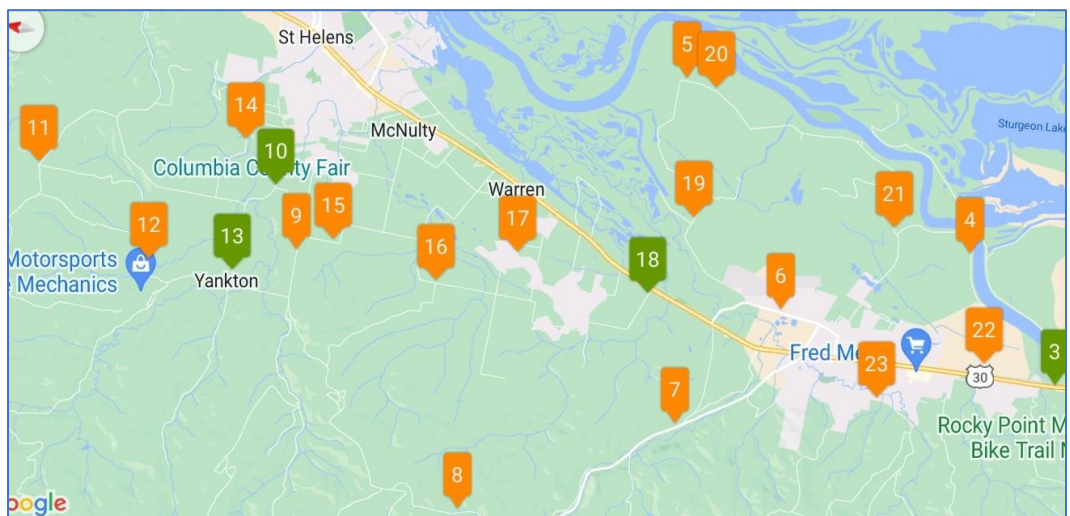 St Helens
5
20
14
11
McNulty
Sturgeon Lake
10
Columbia County Fair
19
Warren
9
15
21
12
17
4
13
16
18
Motorsports
Mechanics
Yankton
6
22
3
Fred Me
23
30
7
Rocky Point M
Bike Trail
8
oogle